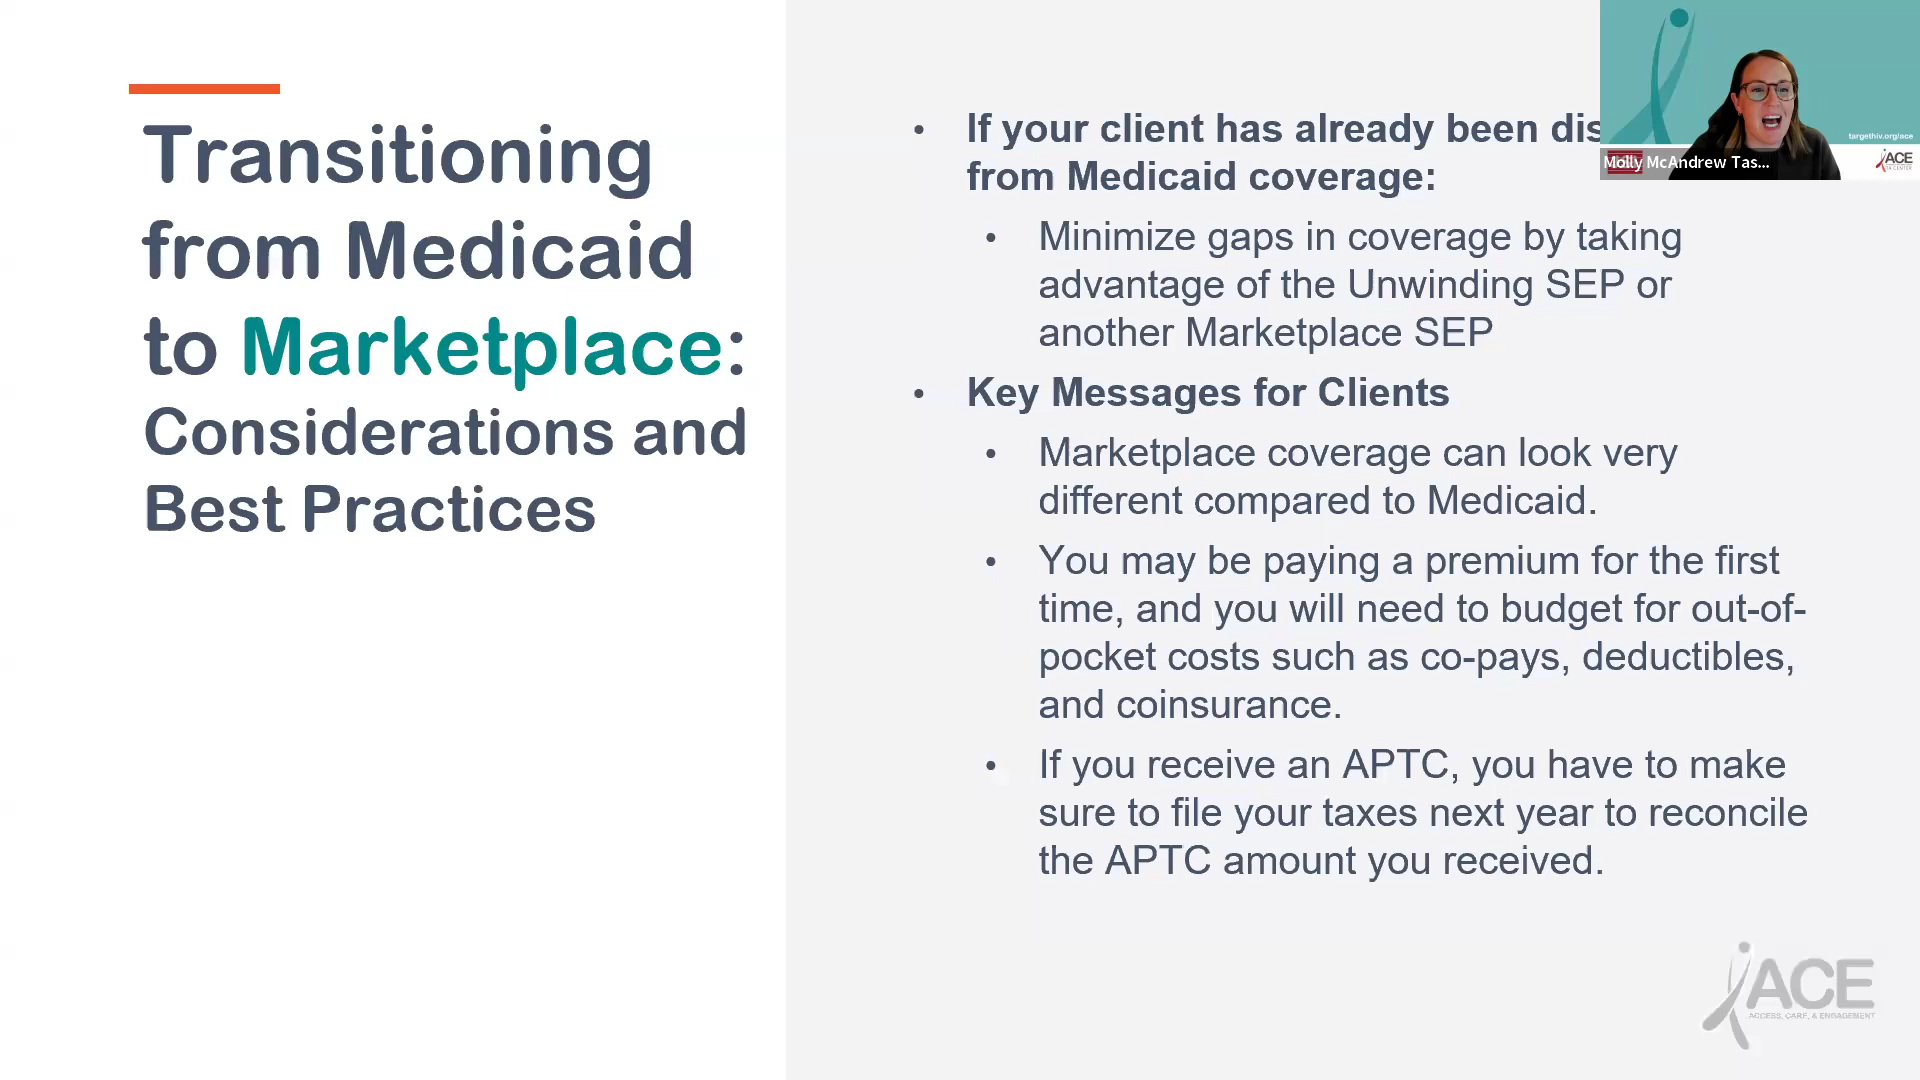 Transitioning
from Medicaid
to Marketplace:
Considerations and
Best Practices
If your client has already been dis
from Medicaid coverage:
Minimize gaps in coverage by taking
advantage of the Unwinding SEP or
another Marketplace SEP
Key Messages for Clients
Marketplace coverage can look very
different compared to Medicaid.
You may be paying a premium for the first
time, and you will need to budget for out-of-
pocket costs such as co-pays, deductibles,
and coinsurance.
If you receive an APTC, you have to make
sure to file your taxes next year to reconcile
the APTC amount you received.
targethiv.org/ace
Molly McAndrew Tas...
ACE
TA CENTER
ACE
ACCESS, CARE, & ENGAGEMENT